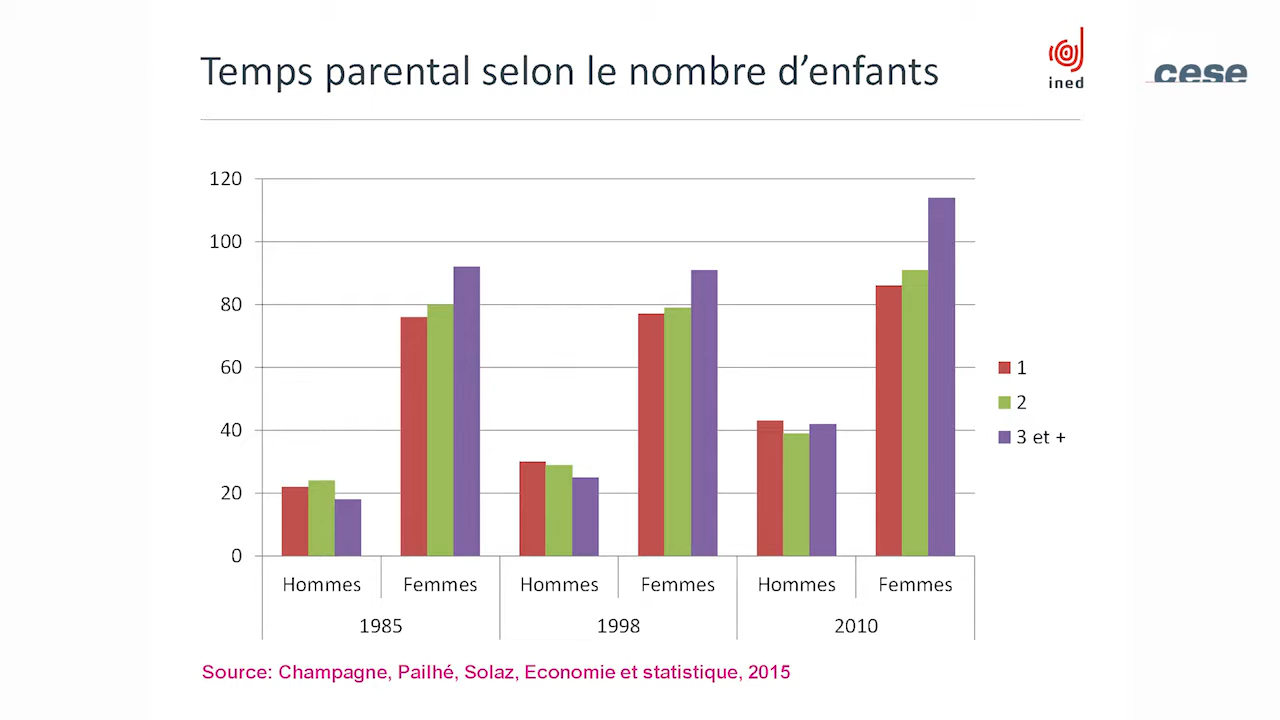 Temps parental selon le nombre d'enfants
ined
cese
120
100
80
60
40
20
0
1
2
3 et +
Hommes Femmes Hommes Femmes Hommes Femmes
1985 1998 2010
Source: Champagne, Pailhé, Solaz, Economie et statistique, 2015